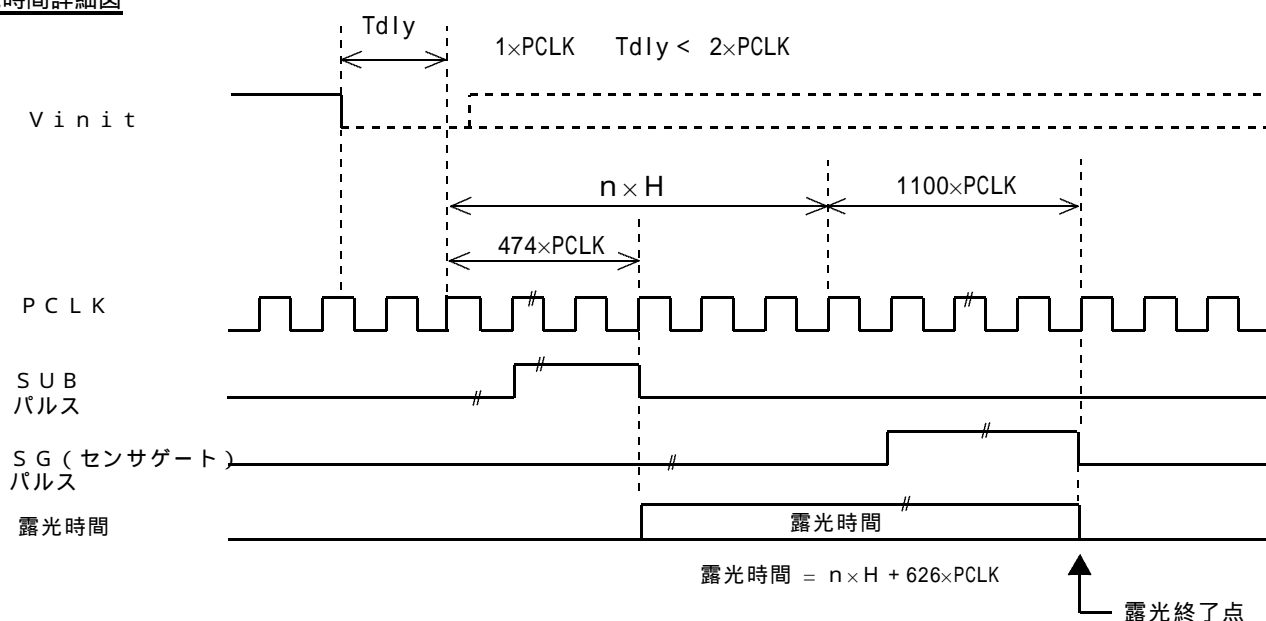 時間詳細図
Tdly
1×PCLK Tdly < 2×PCLK
Vinit
n×H
1100×PCLK
474×PCLK
PCLK
SUB
パルス
SG(センサゲート)
パルス
露光時間
露光時間
露光時間 = n×H + 626×PCLK
露光終了点